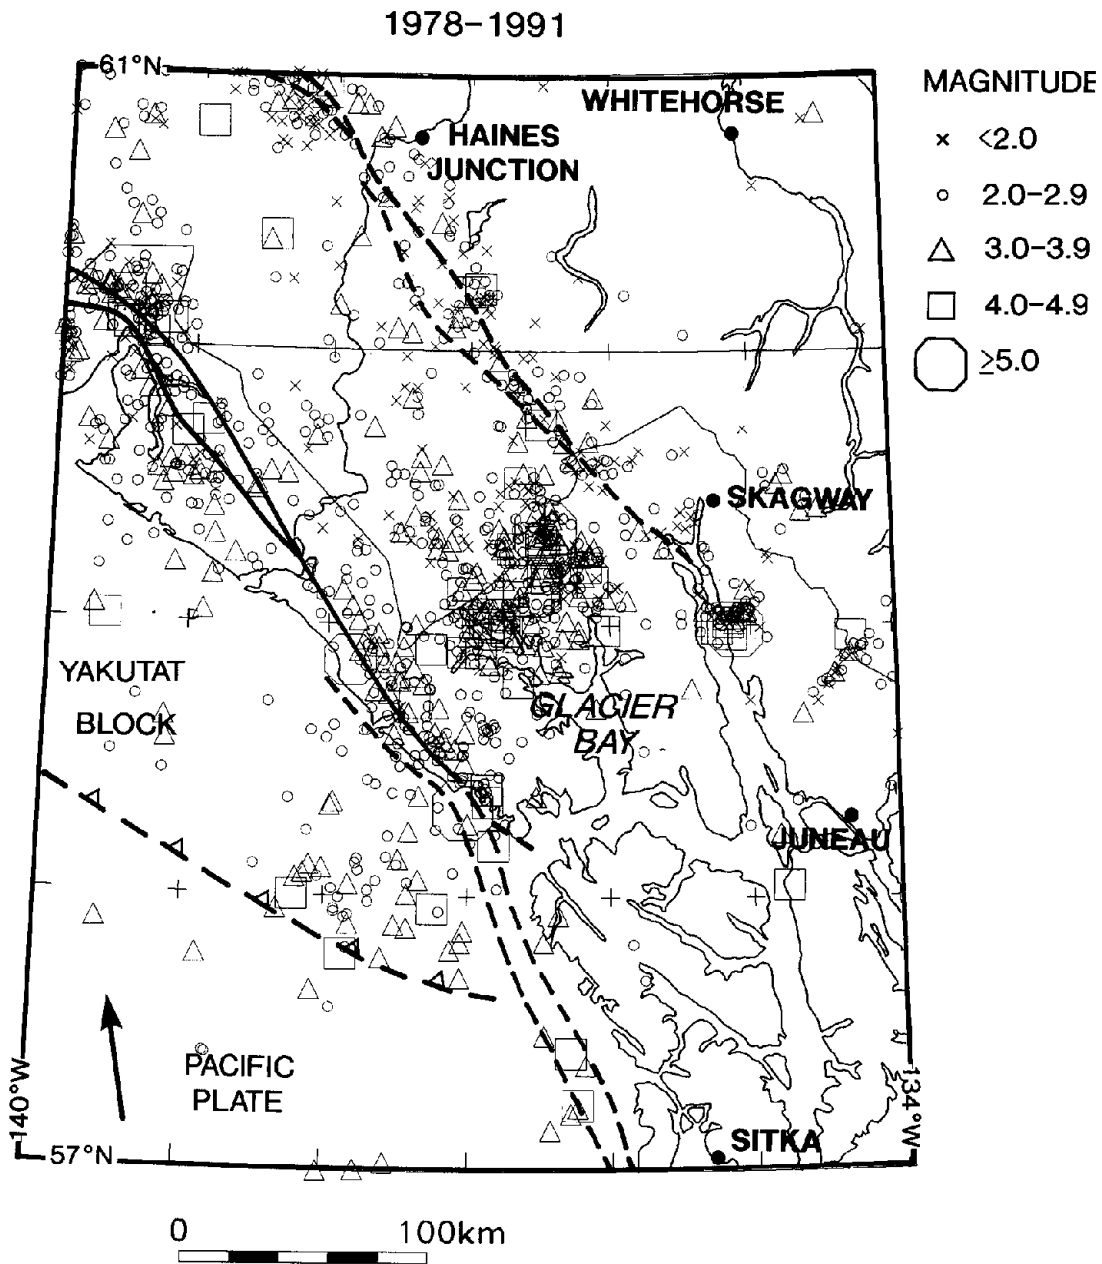 1978-1991
61°N
MAGNITUDE
× <2.0
○ 2.0-2.9
△ 3.0-3.9
□ 4.0-4.9
≥5.0
WHITEHORSE
HAINES
JUNCTION
SKAGWAY
YAKUTAT
BLOCK
GLACIER
BAY
JUNEAU
PACIFIC
PLATE
140°W
134°W
57°N
SITKA
0 100km